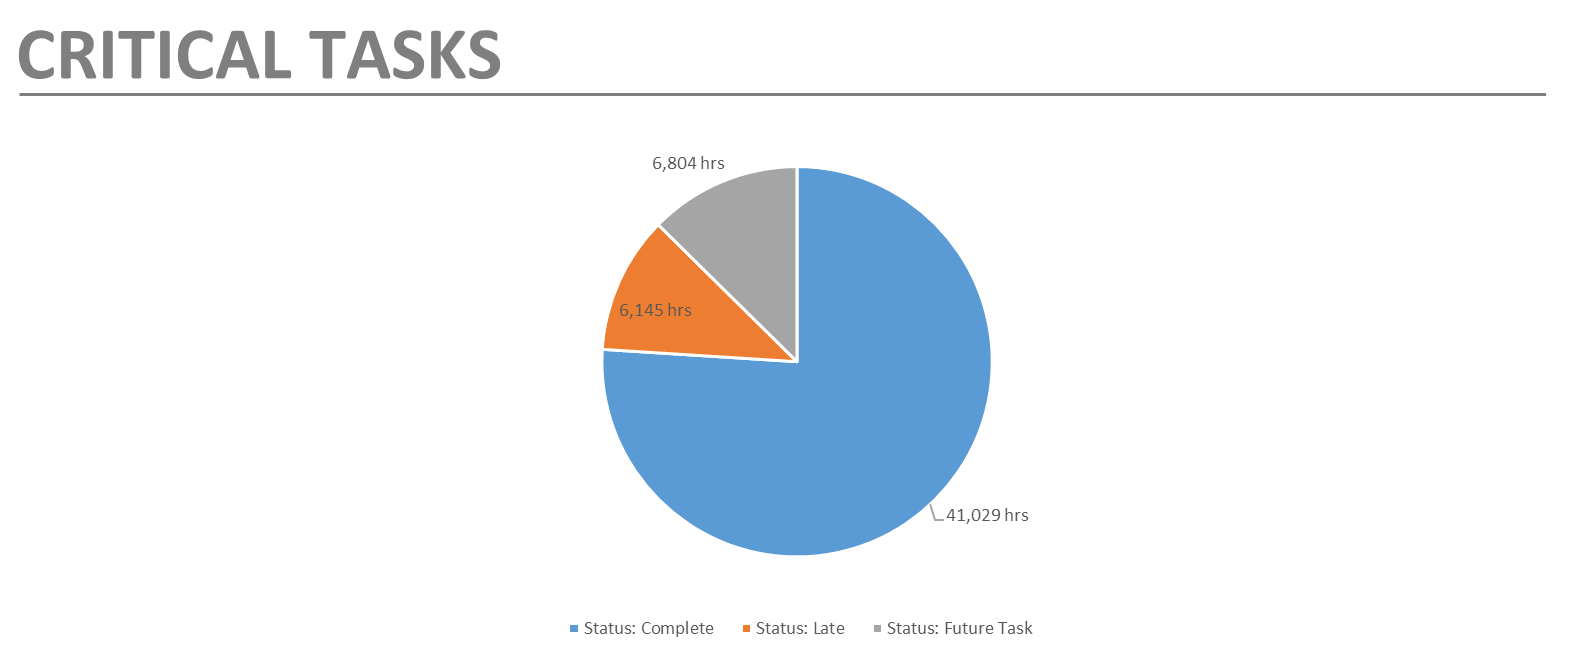 CRITICAL TASKS
6,804 hrs
6,145 hrs
41,029 hrs
Status: Complete
Status: Late
Status: Future Task